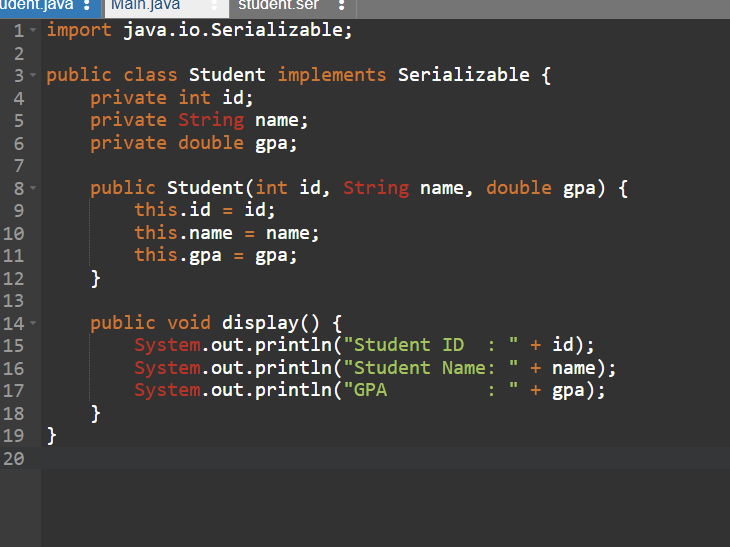 udent.java Main.java student.ser
1 import java.io.Serializable;
2
3 public class Student implements Serializable {
4     private int id;
5     private String name;
6     private double gpa;
7
8     public Student(int id, String name, double gpa) {
9         this.id = id;
10         this.name = name;
11         this.gpa = gpa;
12     }
13
14     public void display() {
15         System.out.println("Student ID  : " + id);
16         System.out.println("Student Name: " + name);
17         System.out.println("GPA         : " + gpa);
18     }
19 }
20